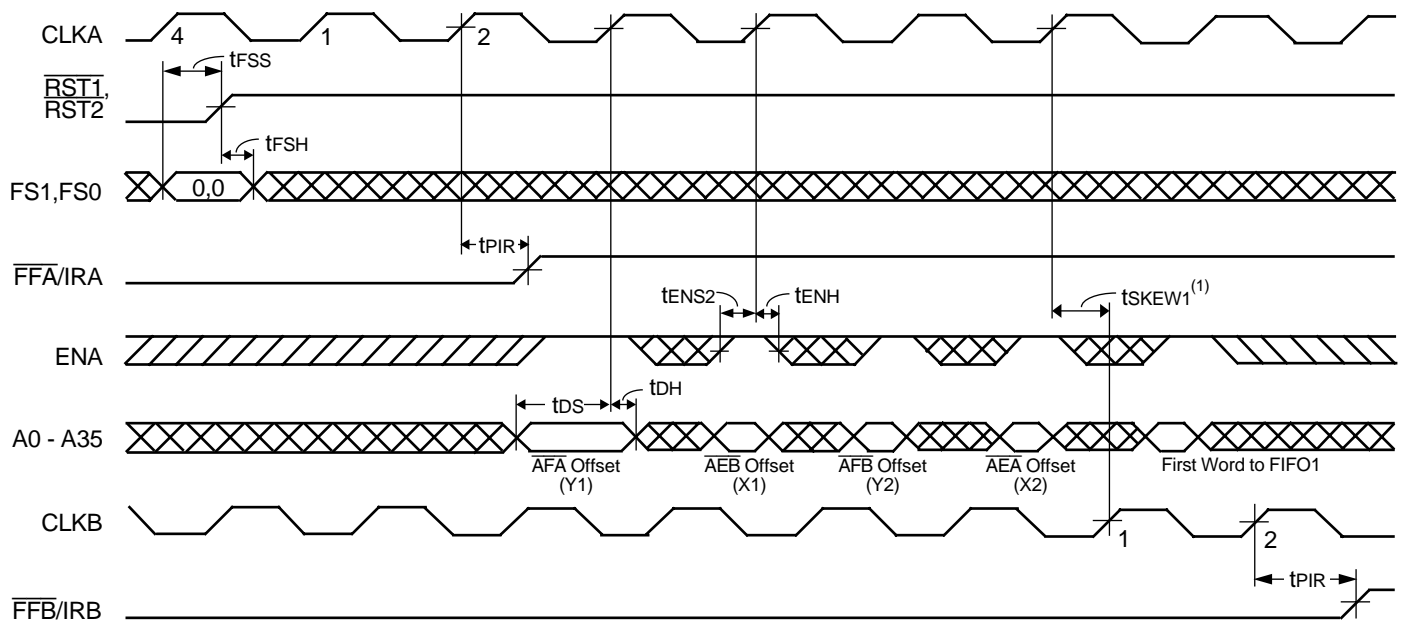 CLKA
4
1
2
tFSS
RST1,
RST2
tFSH
FS1,FS0
0,0
tPIR
FFA/IRA
tENS2
tENH
tSKEW1(1)
ENA
tDS
tDH
A0 - A35
AFA Offset
(Y1)
AEB Offset
(X1)
AFB Offset
(Y2)
AEA Offset
(X2)
First Word to FIFO1
CLKB
1
2
tPIR
FFB/IRB